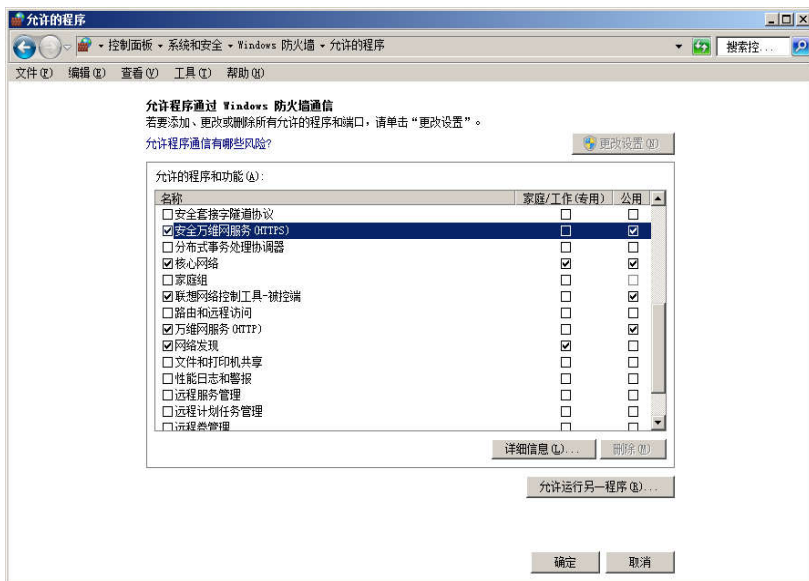 允许的程序
控制面板 系统和安全 Windows 防火墙 允许的程序
搜索控...
文件(F) 编辑(E) 查看(V) 工具(T) 帮助(H)
允许程序通过 Windows 防火墙通信
若要添加、更改或删除所有允许的程序和端口，请单击“更改设置”。
允许程序通信有哪些风险?
更改设置(N)
允许的程序和功能(A):
名称 家庭/工作(专用) 公用
安全套接字隧道协议
安全万维网服务(HTTPS)
分布式事务处理协调器
核心网络
家庭组
联想网络控制工具-被控端
路由和远程访问
万维网服务(HTTP)
网络发现
文件和打印机共享
性能日志和警报
远程服务管理
远程计划任务管理
远程卷管理
详细信息(L)... 删除(M)
允许运行另一程序(R)...
确定 取消